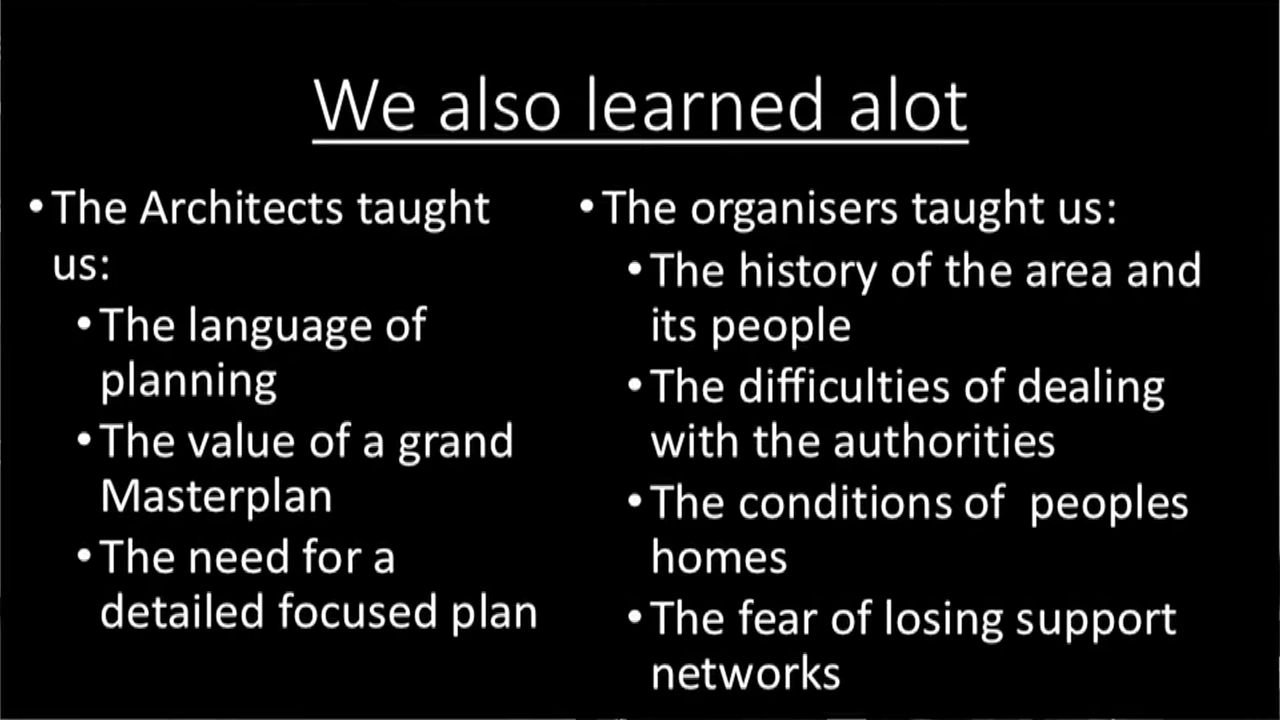 We also learned alot
• The Architects taught
us:
• The language of
planning
• The value of a grand
Masterplan
• The need for a
detailed focused plan
• The organisers taught us:
• The history of the area and
its people
• The difficulties of dealing
with the authorities
• The conditions of  peoples
homes
• The fear of losing support
networks